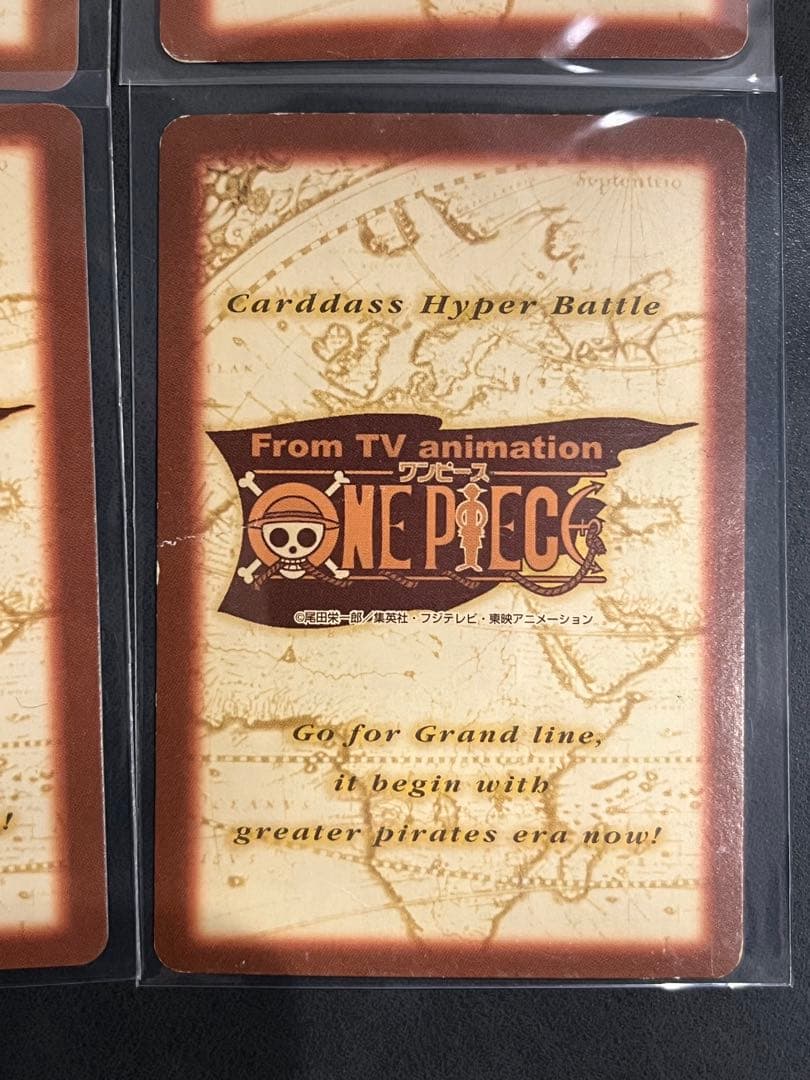 Septentrio
Carddass Hyper Battle
From TV animation
ワンピース
ONE PIECE
©尾田栄一郎／集英社・フジテレビ・東映アニメーション
Go for Grand line,
it begin with
greater pirates era now!
!